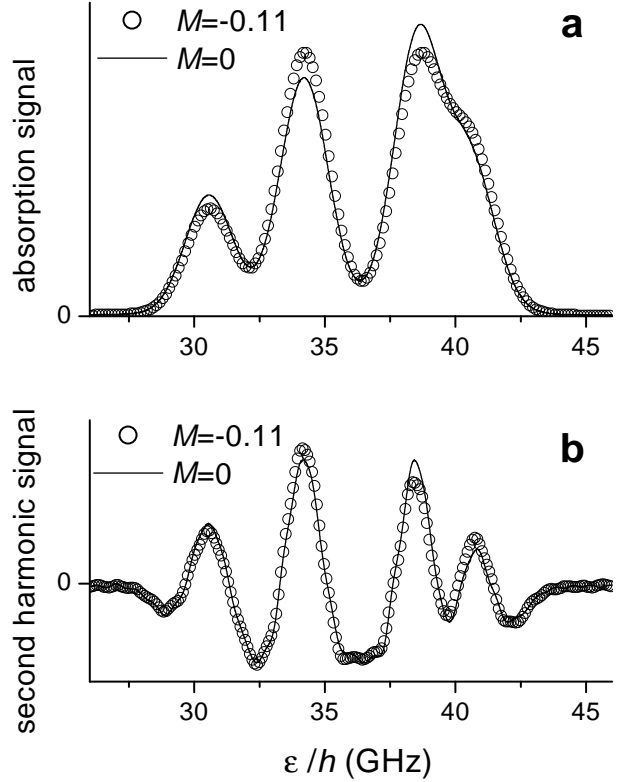 M=-0.11
M=0
a
absorption signal
0
30 35 40 45
M=-0.11
M=0
b
second harmonic signal
0
30 35 40 45
ε /h (GHz)